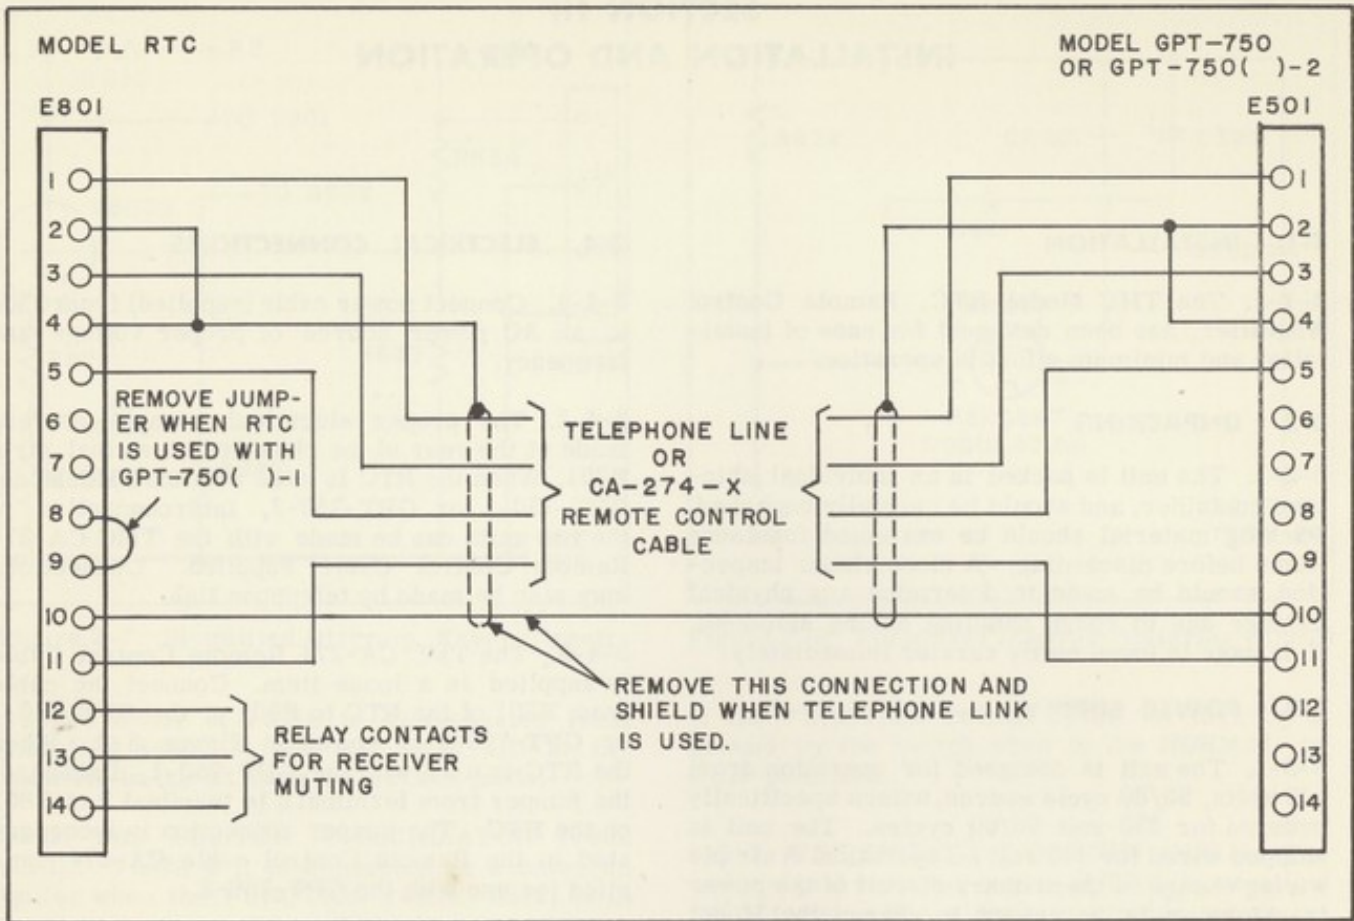 MODEL RTC
MODEL GPT-750
OR GPT-750( )-2
E801
E501
1
2
3
4
5
6
7
8
9
10
11
12
13
14
REMOVE JUMP-
ER WHEN RTC
IS USED WITH
GPT-750( )-1
TELEPHONE LINE
OR
CA-274-X
REMOTE CONTROL
CABLE
REMOVE THIS CONNECTION AND
SHIELD WHEN TELEPHONE LINK
IS USED.
RELAY CONTACTS
FOR RECEIVER
MUTING
1
2
3
4
5
6
7
8
9
10
11
12
13
14